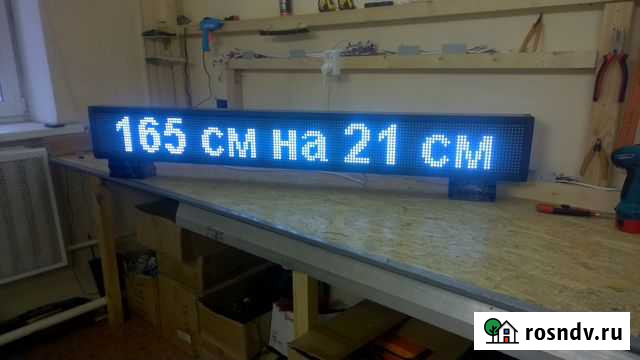 165 см на 21 см
rosndv.ru